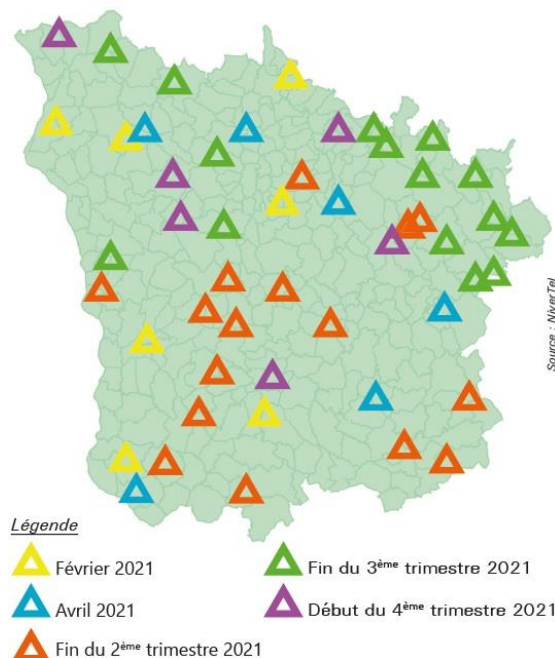 Source : NiverTel
Légende
Février 2021
Avril 2021
Fin du 2ème trimestre 2021
Fin du 3ème trimestre 2021
Début du 4ème trimestre 2021